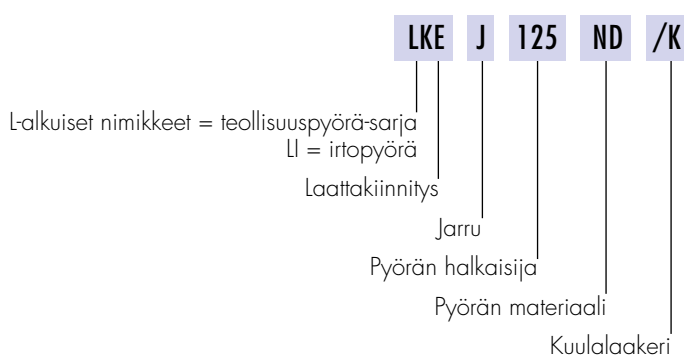 LKE J 125 ND /K
L-alkuiset nimikkeet = teollisuuspyörä-sarja
LI = irtopyörä
Laattakiinnitys
Jarru
Pyörän halkaisija
Pyörän materiaali
Kuulalaakeri